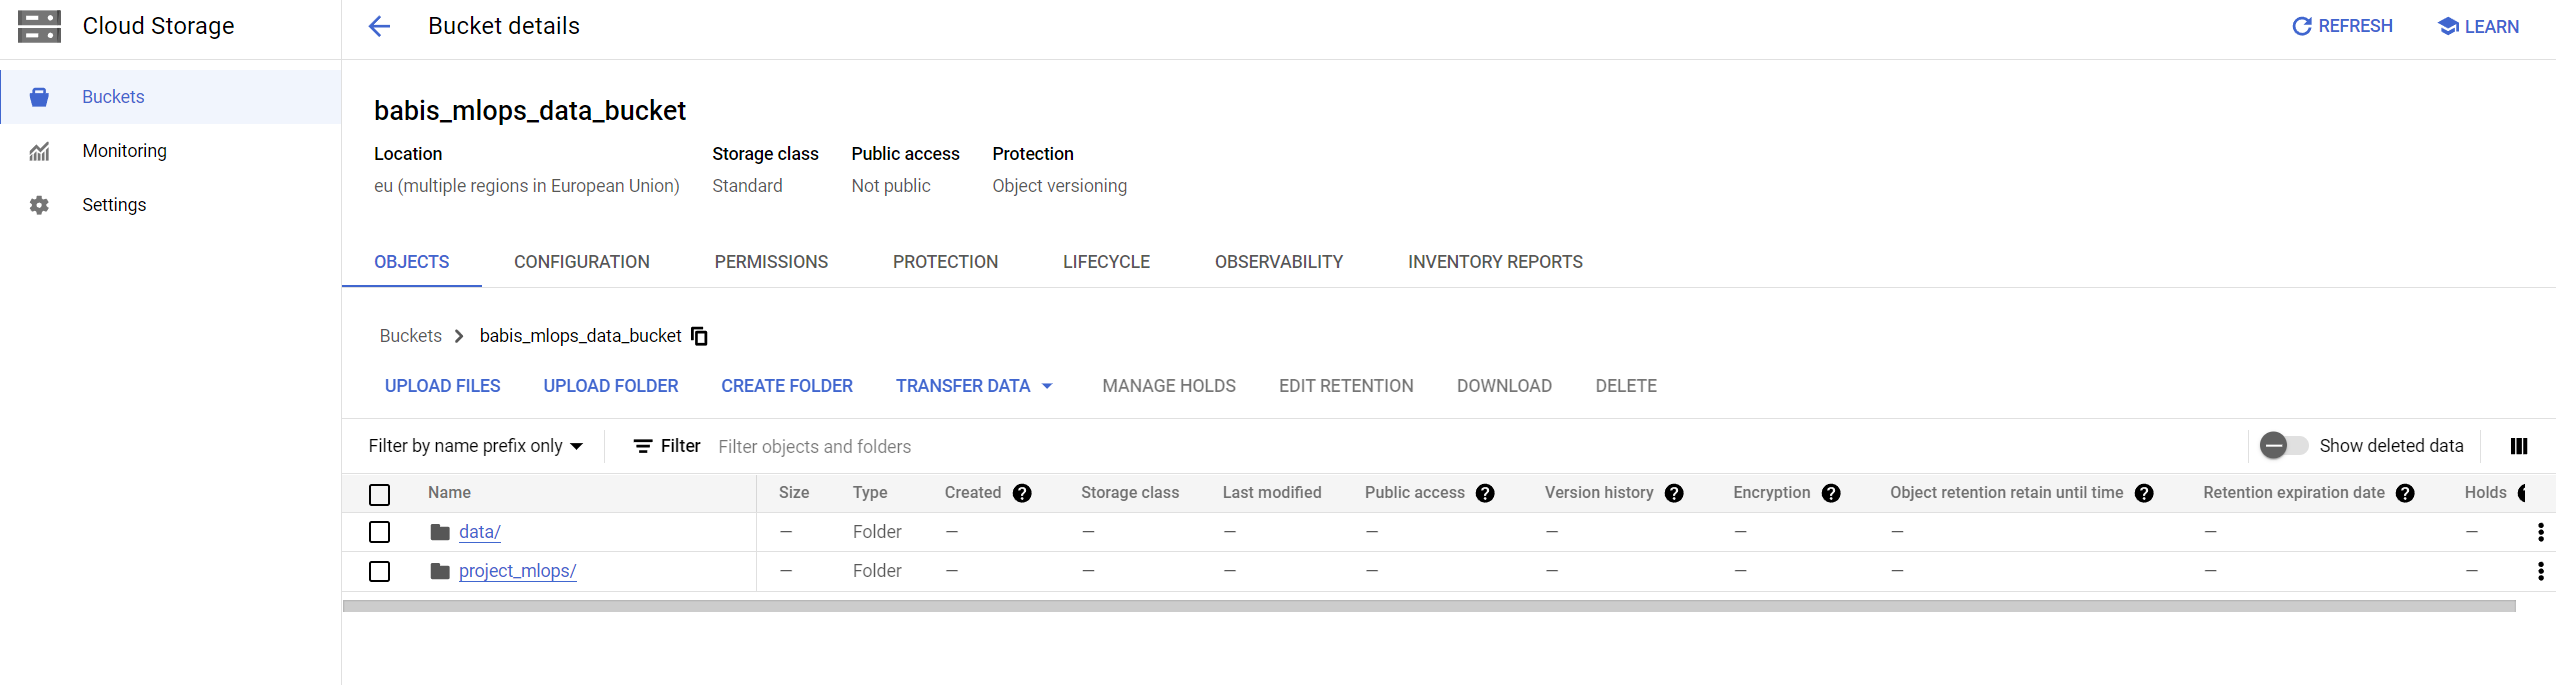 Cloud Storage
Bucket details
REFRESH
LEARN
Buckets
Monitoring
Settings
babis_mlops_data_bucket
Location Storage class Public access Protection
eu (multiple regions in European Union) Standard Not public Object versioning
OBJECTS CONFIGURATION PERMISSIONS PROTECTION LIFECYCLE OBSERVABILITY INVENTORY REPORTS
Buckets > babis_mlops_data_bucket
UPLOAD FILES UPLOAD FOLDER CREATE FOLDER TRANSFER DATA MANAGE HOLDS EDIT RETENTION DOWNLOAD DELETE
Filter by name prefix only Filter Filter objects and folders Show deleted data
Name Size Type Created ? Storage class Last modified Public access ? Version history ? Encryption ? Object retention retain until time ? Retention expiration date ? Holds
data/ — Folder — — — — — — — — —
project_mlops/ — Folder — — — — — — — — —